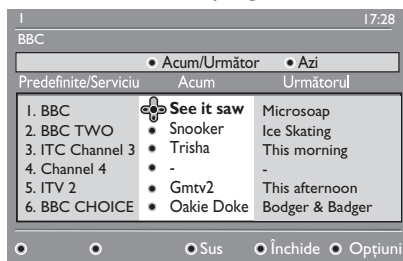 I 17:28
BBC
Acum/Următor Azi
Predefinite/Serviciu Acum Următorul
1. BBC See it saw Microsoap
2. BBC TWO Snooker Ice Skating
3. ITC Channel 3 Trisha This morning
4. Channel 4 - -
5. ITV 2 Gmtv2 This afternoon
6. BBC CHOICE Oakie Doke Bodger & Badger
Sus Închide Opțiuni